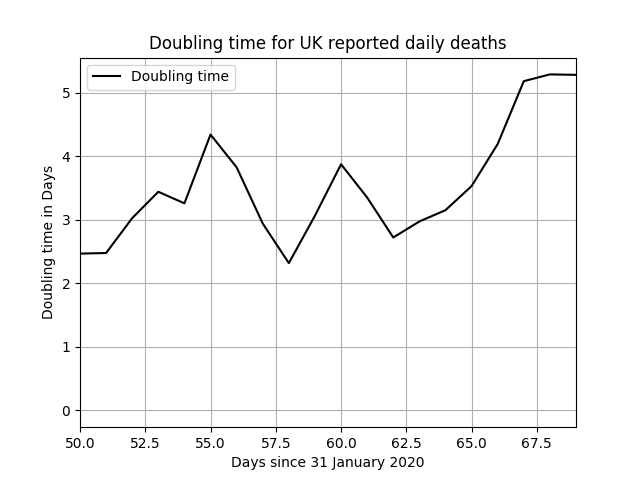 Doubling time for UK reported daily deaths
Doubling time
Doubling time in Days
5
4
3
2
1
0
50.0 52.5 55.0 57.5 60.0 62.5 65.0 67.5
Days since 31 January 2020